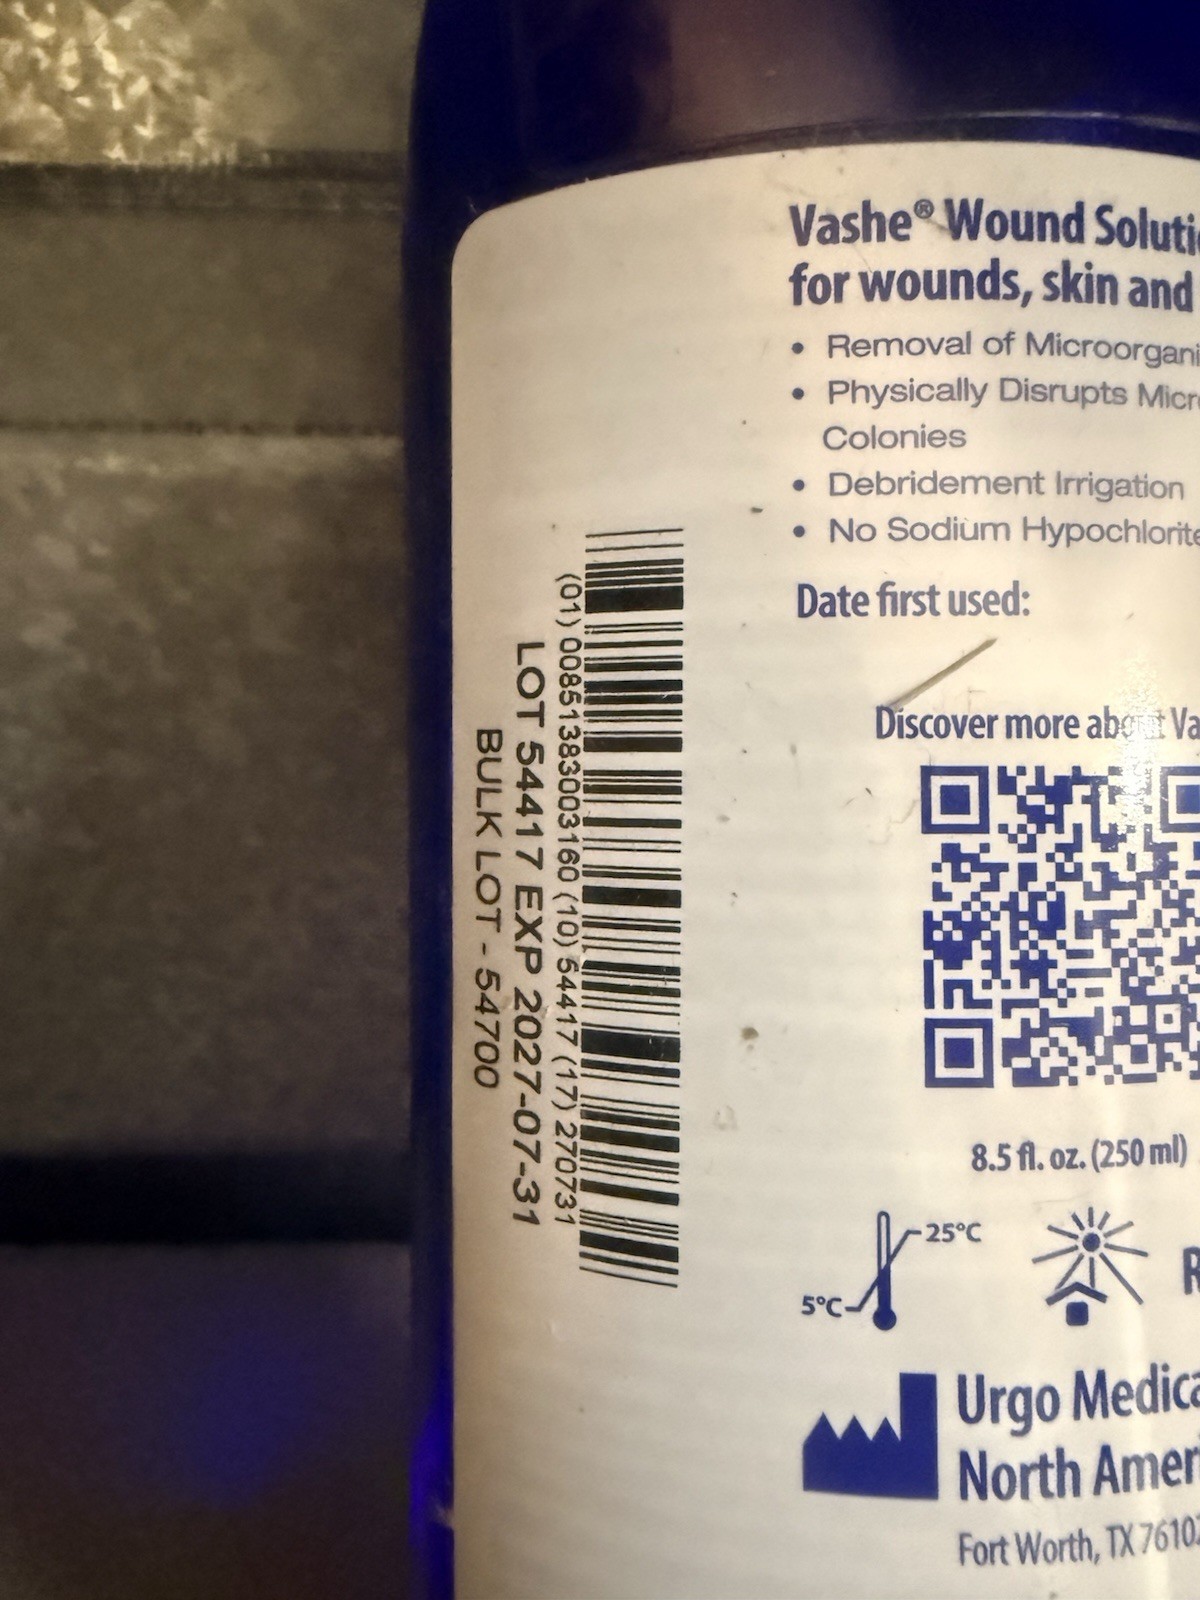 Vashe® Wound Soluti
for wounds, skin and
• Removal of Microorgani
• Physically Disrupts Micr
Colonies
• Debridement Irrigation
• No Sodium Hypochlorite
Date first used:
Discover more about Va
8.5 fl. oz. (250 ml)
25°C
5°C
R
Urgo Medica
North Ameri
Fort Worth, TX 76102
(01) 00851383003160 (10) 54417 (17) 270731
LOT 54417 EXP 2027-07-31
BULK LOT - 54700